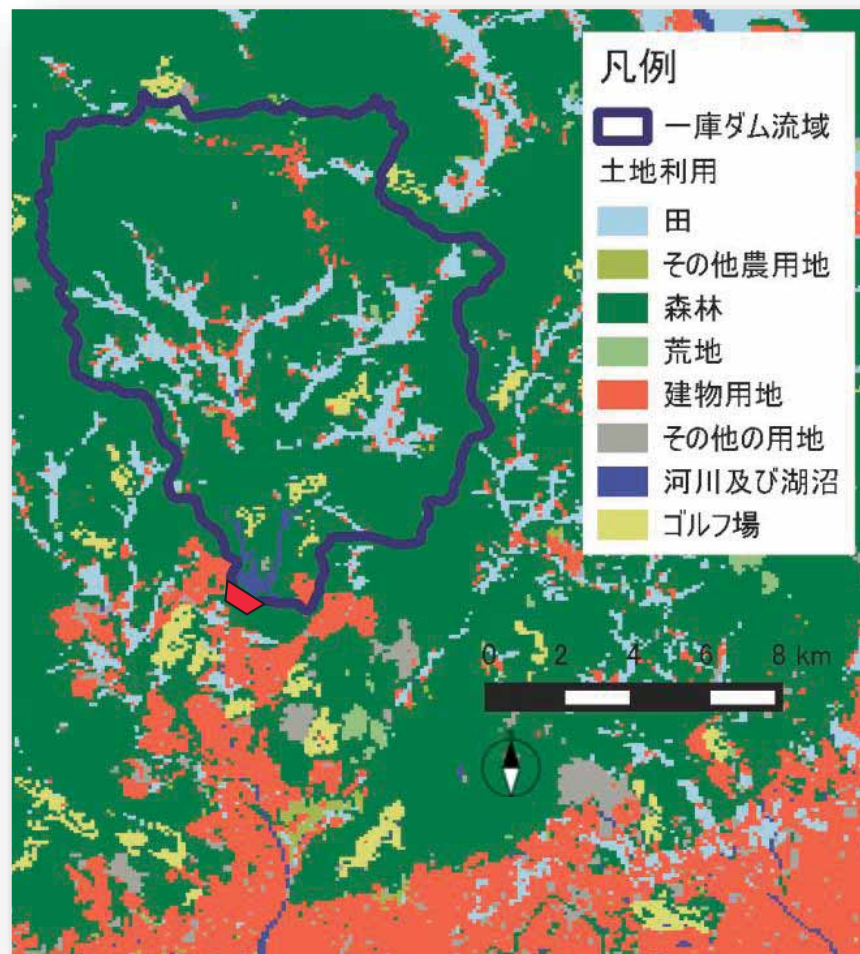 凡例
一庫ダム流域
土地利用
田
その他農用地
森林
荒地
建物用地
その他の用地
河川及び湖沼
ゴルフ場
0 2 4 6 8 km